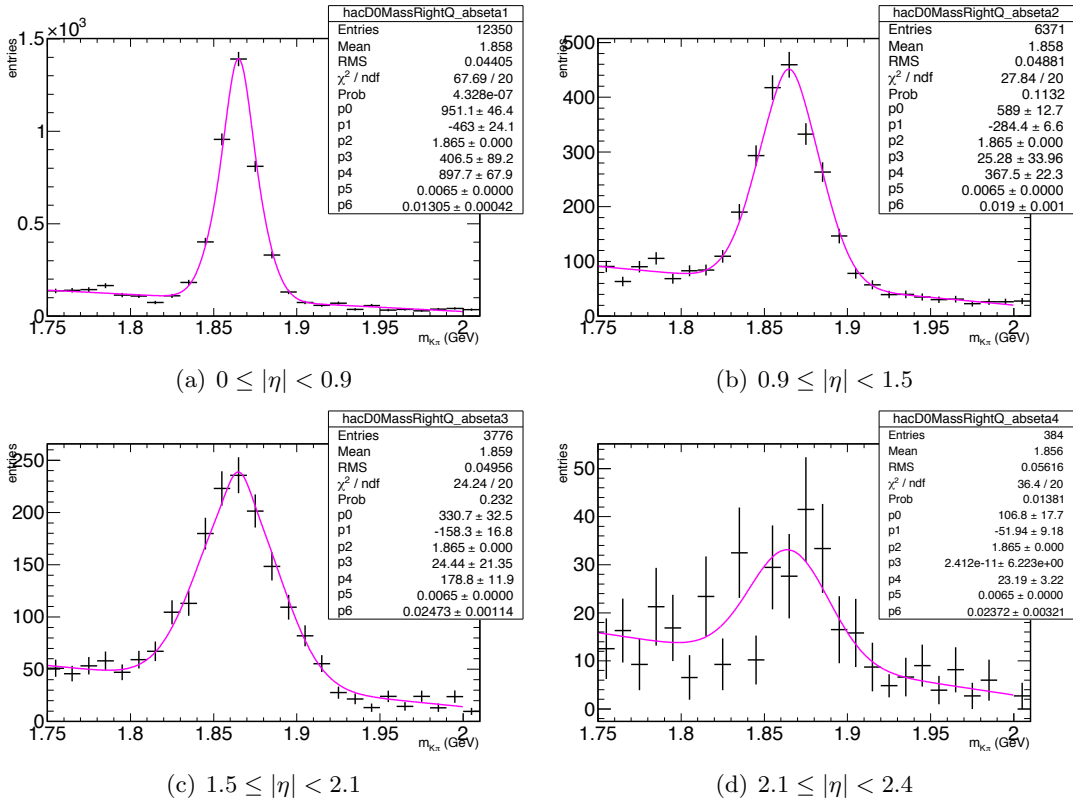 hacD0MassRightQ_abseta1
Entries 12350
Mean 1.858
RMS 0.04405
χ² / ndf 67.69 / 20
Prob 4.328e-07
p0 951.1 ± 46.4
p1 -463 ± 24.1
p2 1.865 ± 0.000
p3 406.5 ± 89.2
p4 897.7 ± 67.9
p5 0.0065 ± 0.0000
p6 0.01305 ± 0.00042
×10³
entries
1.5
1
0.5
0
1.75 1.8 1.85 1.9 1.95 2
m_{Kπ} (GeV)
(a) 0 ≤ |η| < 0.9
hacD0MassRightQ_abseta2
Entries 6371
Mean 1.858
RMS 0.04881
χ² / ndf 27.84 / 20
Prob 0.1132
p0 589 ± 12.7
p1 -284.4 ± 6.6
p2 1.865 ± 0.000
p3 25.28 ± 33.96
p4 367.5 ± 22.3
p5 0.0065 ± 0.0000
p6 0.019 ± 0.001
entries
500
400
300
200
100
0
1.75 1.8 1.85 1.9 1.95 2
m_{Kπ} (GeV)
(b) 0.9 ≤ |η| < 1.5
hacD0MassRightQ_abseta3
Entries 3776
Mean 1.859
RMS 0.04956
χ² / ndf 24.24 / 20
Prob 0.232
p0 330.7 ± 32.5
p1 -158.3 ± 16.8
p2 1.865 ± 0.000
p3 24.44 ± 21.35
p4 178.8 ± 11.9
p5 0.0065 ± 0.0000
p6 0.02473 ± 0.00114
entries
250
200
150
100
50
0
1.75 1.8 1.85 1.9 1.95 2
m_{Kπ} (GeV)
(c) 1.5 ≤ |η| < 2.1
hacD0MassRightQ_abseta4
Entries 384
Mean 1.856
RMS 0.05616
χ² / ndf 36.4 / 20
Prob 0.01381
p0 106.8 ± 17.7
p1 -51.94 ± 9.18
p2 1.865 ± 0.000
p3 2.412e-11 ± 6.223e+00
p4 23.19 ± 3.22
p5 0.0065 ± 0.0000
p6 0.02372 ± 0.00321
entries
50
40
30
20
10
0
1.75 1.8 1.85 1.9 1.95 2
m_{Kπ} (GeV)
(d) 2.1 ≤ |η| < 2.4